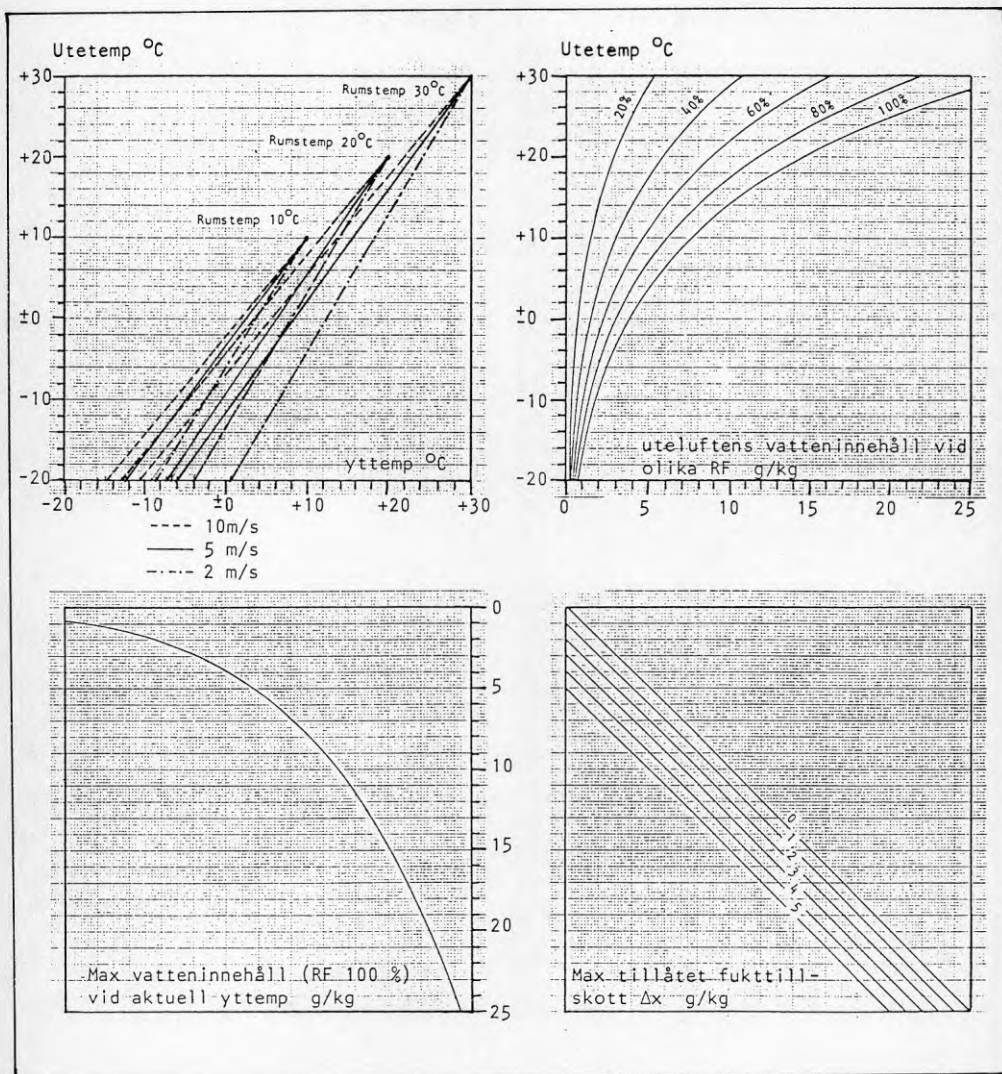 Utetemp °C
+30
+20
+10
±0
-10
-20
Rumstemp 30°C
Rumstemp 20°C
Rumstemp 10°C
yttemp °C
-20
-10
±0
+10
+20
+30
---- 10m/s
—— 5 m/s
—·—·— 2 m/s
Utetemp °C
+30
+20
+10
±0
-10
-20
20%
40%
60%
80%
100%
uteluftens vatteninnehåll vid
olika RF g/kg
0
5
10
15
20
25
0
5
10
15
20
25
Max vatteninnehåll (RF 100 %)
vid aktuell yttemp g/kg
0
1
2
3
4
5
Max tillåtet fukttill-
skott Δx g/kg